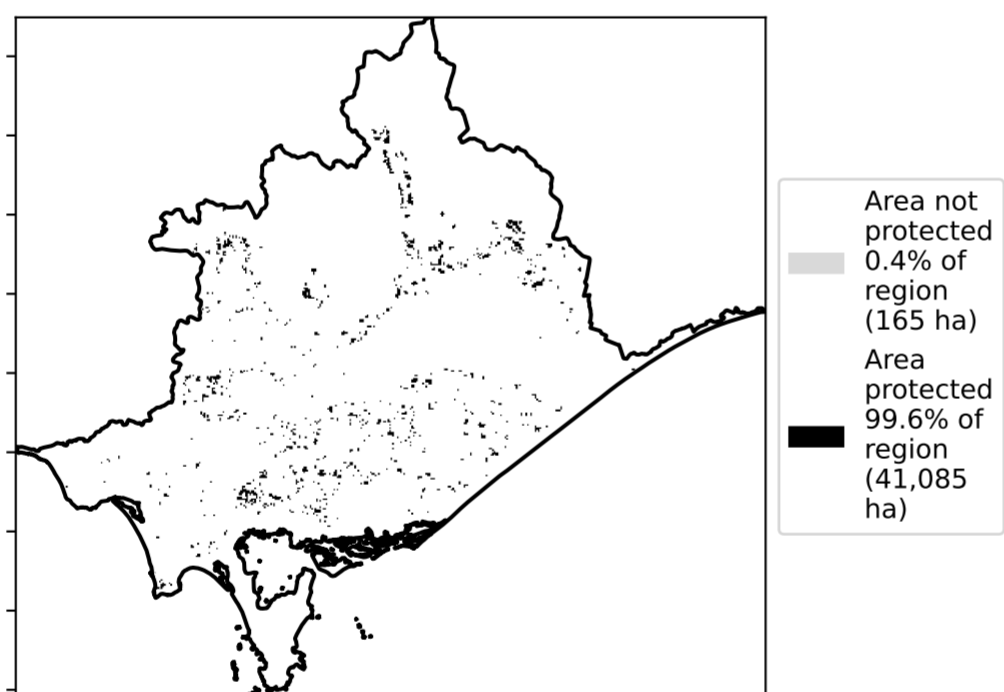 Area not
protected
0.4% of
region
(165 ha)
Area
protected
99.6% of
region
(41,085
ha)